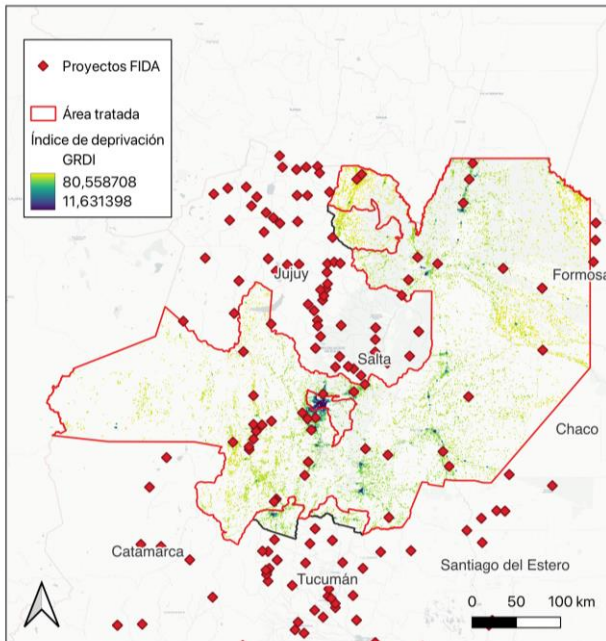 Proyectos FIDA
Área tratada
Índice de deprivación
GRDI
80,558708
11,631398
Jujuy
Formosa
Salta
Chaco
Catamarca
Tucumán
Santiago del Estero
0 50 100 km